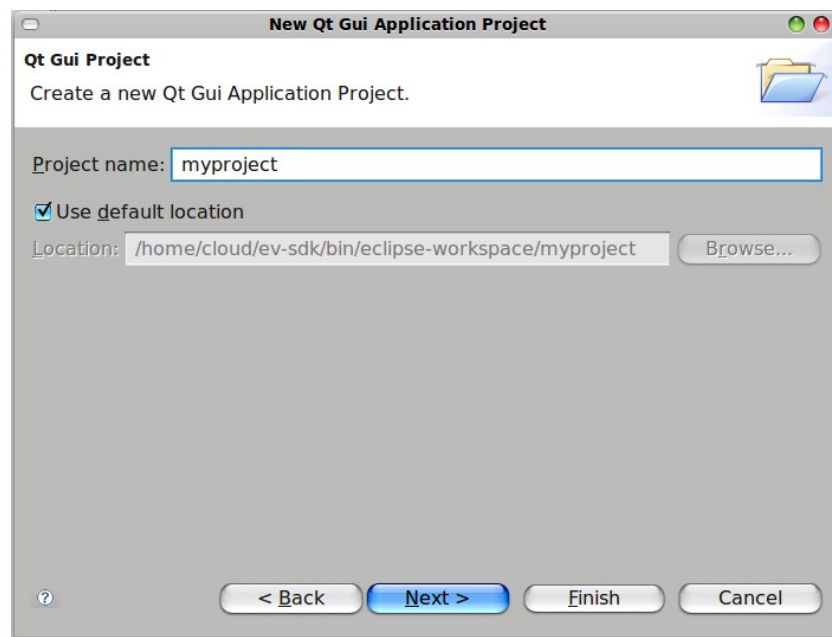 New Qt Gui Application Project
Qt Gui Project
Create a new Qt Gui Application Project.
Project name: myproject
Use default location
Location: /home/cloud/ev-sdk/bin/eclipse-workspace/myproject Browse...
? < Back Next > Finish Cancel